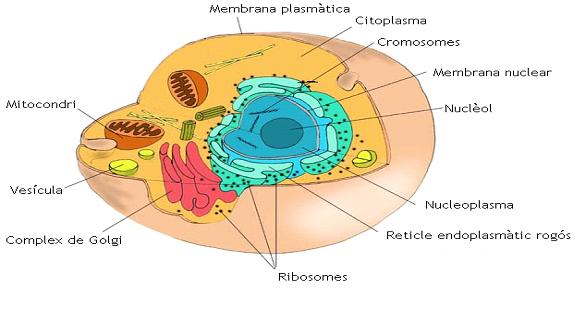 Membrana plasmàtica
Citoplasma
Cromosomes
Membrana nuclear
Mitocondri
Nuclèol
Vesícula
Nucleoplasma
Complex de Golgi
Reticle endoplasmàtic rogós
Ribosomes